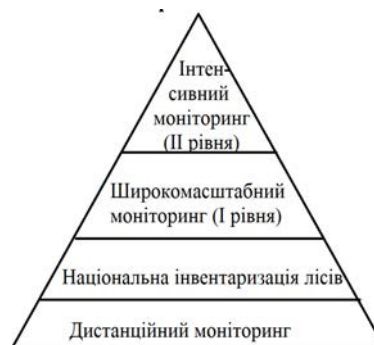 Інтен-
сивний
моніторинг
(ІІ рівня)
Широкомасштабний
моніторинг (І рівня)
Національна інвентаризація лісів
Дистанційний моніторинг